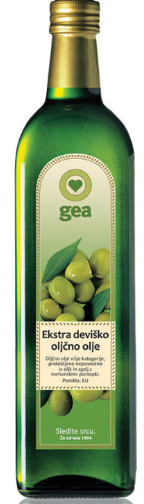 gea
Ekstra deviško
oljčno olje
Oljčno olje višje kategorije,
pridobljeno neposredno
iz oljk in zgolj z
mehanskimi postopki.
Poreklo: EU
Sledite srcu.
Že od leta 1904